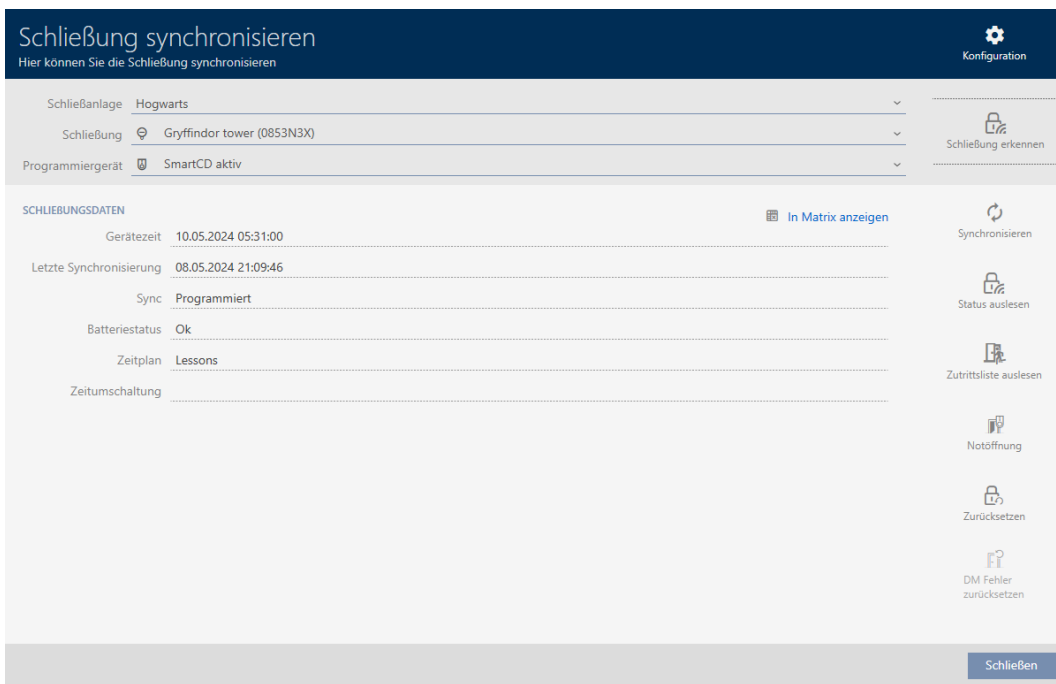 Schließung synchronisieren
Hier können Sie die Schließung synchronisieren
Konfiguration
Schließanlage Hogwarts
Schließung Gryffindor tower (0853N3X)
Programmiergerät SmartCD aktiv
Schließung erkennen
SCHLIEßUNGSDATEN
In Matrix anzeigen
Gerätezeit 10.05.2024 05:31:00
Letzte Synchronisierung 08.05.2024 21:09:46
Sync Programmiert
Batteriestatus Ok
Zeitplan Lessons
Zeitumschaltung
Synchronisieren
Status auslesen
Zutrittsliste auslesen
Notöffnung
Zurücksetzen
DM Fehler
zurücksetzen
Schließen